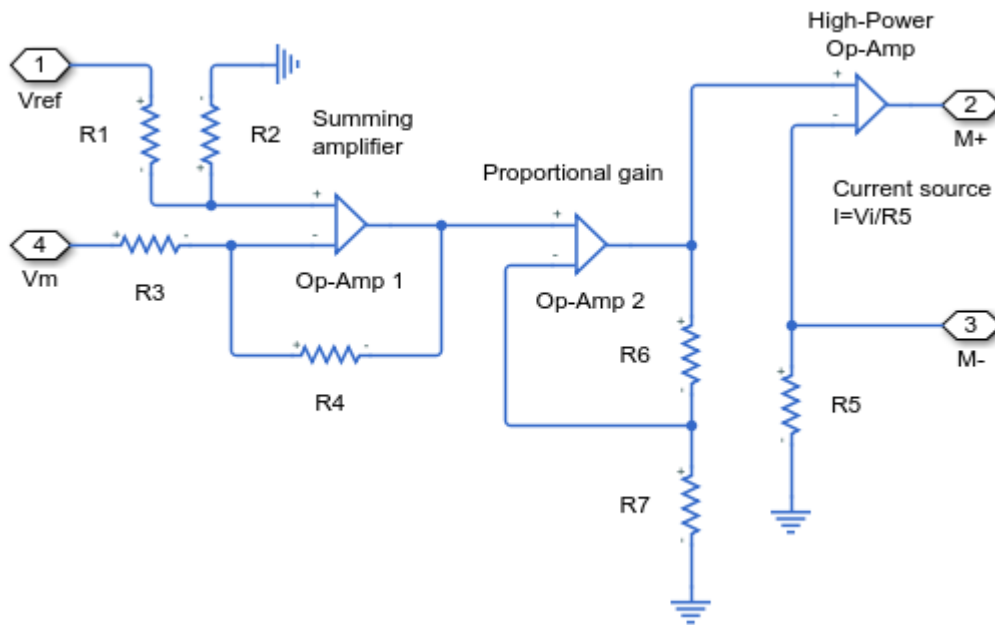 High-Power
Op-Amp
1
Vref
R1
R2
Summing
amplifier
+
-
-
+
+
-
2
M+
Proportional gain
Current source
I=Vi/R5
4
Vm
+
-
R3
+
-
Op-Amp 1
+
-
Op-Amp 2
+
-
R4
+
-
R6
3
M-
+
-
R5
+
-
R7